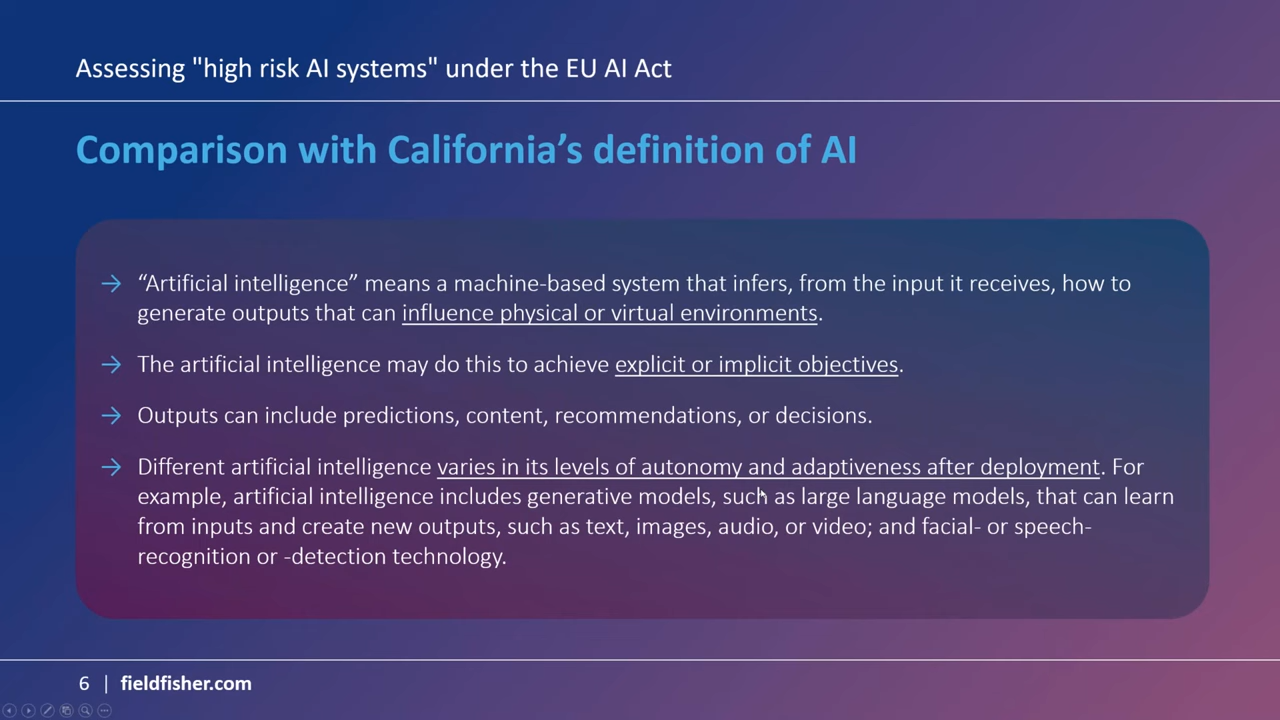 Assessing "high risk AI systems" under the EU AI Act
Comparison with California’s definition of AI
→ “Artificial intelligence” means a machine-based system that infers, from the input it receives, how to
generate outputs that can influence physical or virtual environments.
→ The artificial intelligence may do this to achieve explicit or implicit objectives.
→ Outputs can include predictions, content, recommendations, or decisions.
→ Different artificial intelligence varies in its levels of autonomy and adaptiveness after deployment. For
example, artificial intelligence includes generative models, such as large language models, that can learn
from inputs and create new outputs, such as text, images, audio, or video; and facial- or speech-
recognition or -detection technology.
6 | fieldfisher.com